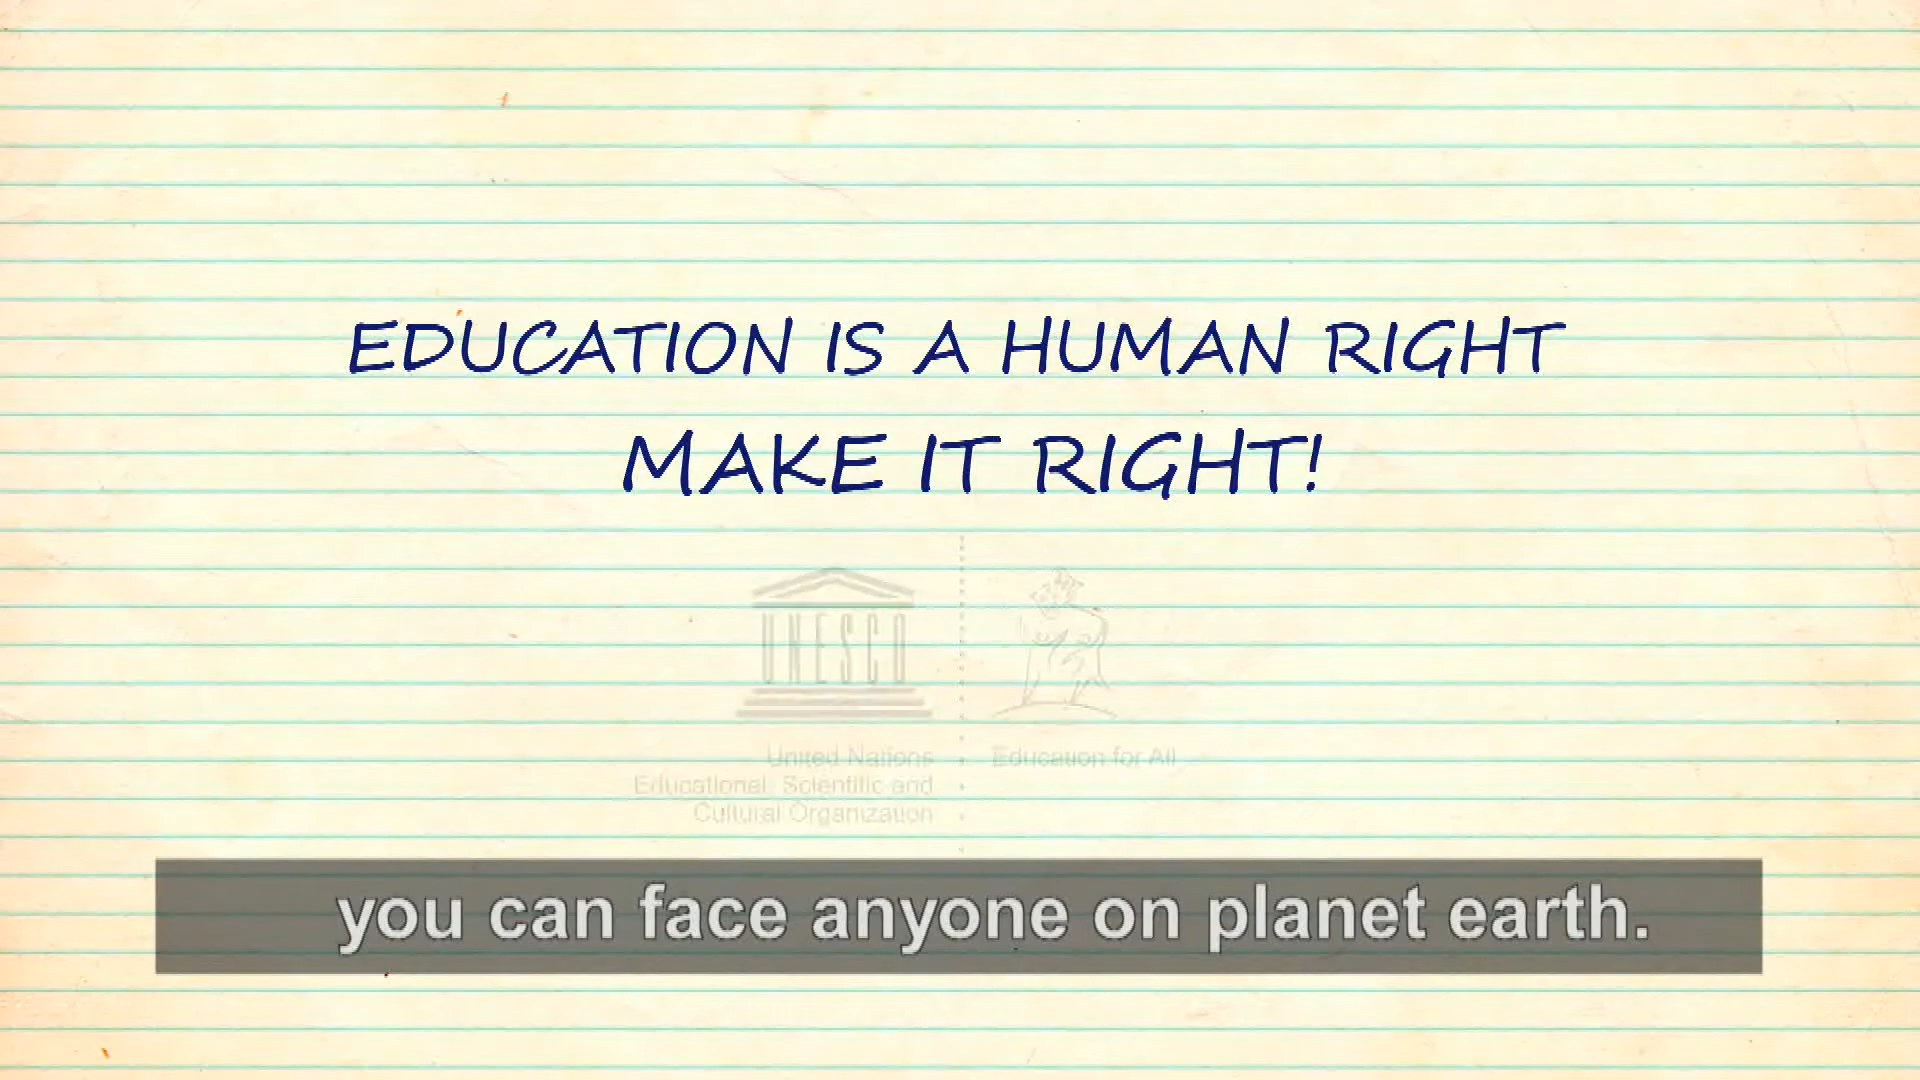 EDUCATION IS A HUMAN RIGHT
MAKE IT RIGHT!
UNESCO
United Nations
Educational, Scientific and
Cultural Organization
Education for All
you can face anyone on planet earth.